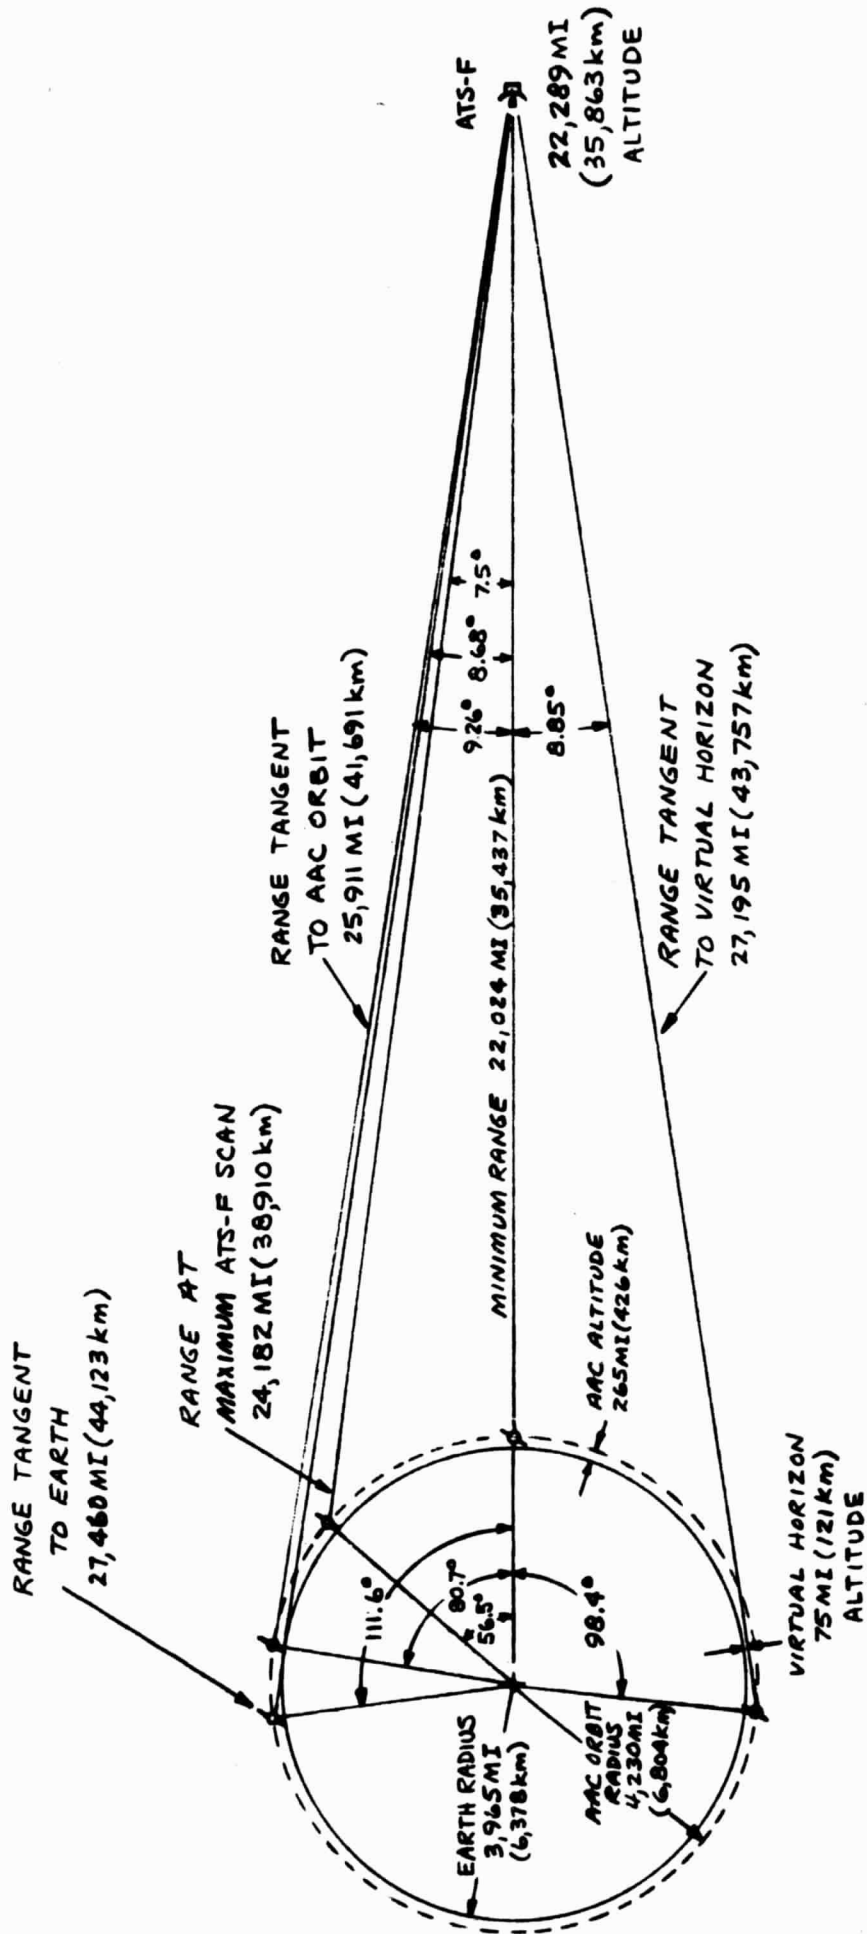 RANGE TANGENT
TO EARTH
27,460 MI (44,123 km)
RANGE AT
MAXIMUM ATS-F SCAN
24,182 MI (38,910 km)
RANGE TANGENT
TO AAC ORBIT
25,911 MI (41,691 km)
ATS-F
22,289 MI
(35,863 km)
ALTITUDE
9.26°
8.68°
7.5°
8.85°
MINIMUM RANGE 22,024 MI (35,437 km)
111.6°
80.7°
56.5°
98.4°
EARTH RADIUS
3,965 MI
(6,378 km)
AAC ORBIT
RADIUS
4,230 MI
(6,804 km)
AAC ALTITUDE
265 MI (426 km)
VIRTUAL HORIZON
75 MI (121 km)
ALTITUDE
RANGE TANGENT
TO VIRTUAL HORIZON
27,195 MI (43,757 km)